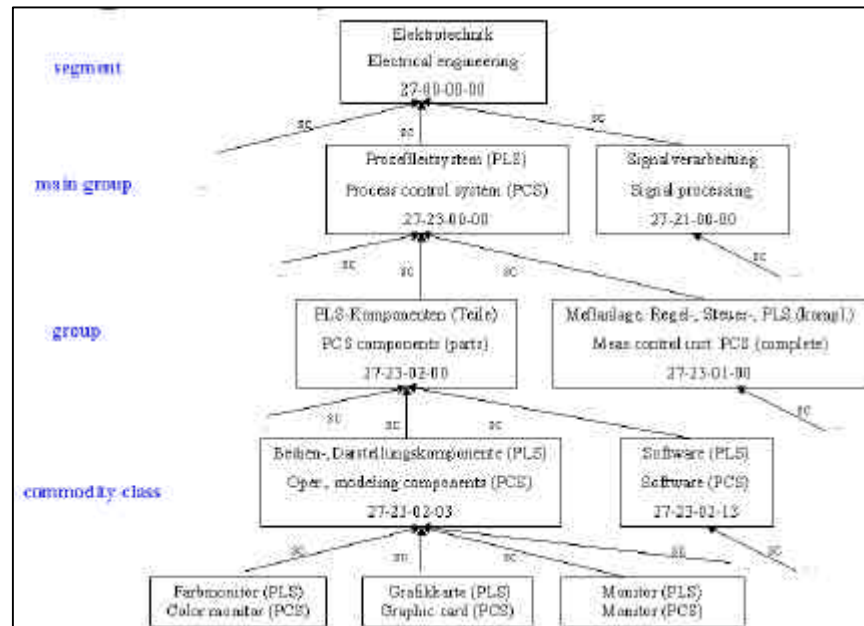 Elektrotechnik
Electrical engineering
27-00-00-00
segment
sc
sc
sc
Prozeßleitsystem (PLS)
Process control system (PCS)
27-23-00-00
Signalverarbeitung
Signal processing
27-21-00-00
main group
...
sc
sc
sc
sc
...
...
PLS-Komponenten (Teile)
PCS components (parts)
27-23-02-00
Meßanlage, Regel-, Steuer-, PLS (kompl.)
Meas. control unit. PCS (complete)
27-23-01-00
group
sc
sc
sc
sc
...
...
Darstellungskomponente (PLS)
Oper., modeling components (PCS)
27-23-02-03
Software (PLS)
Software (PCS)
27-23-02-13
commodity class
sc
sc
sc
sc
sc
...
...
Farbmonitor (PLS)
Color monitor (PCS)
Grafikkarte (PLS)
Graphic card (PCS)
Monitor (PLS)
Monitor (PCS)